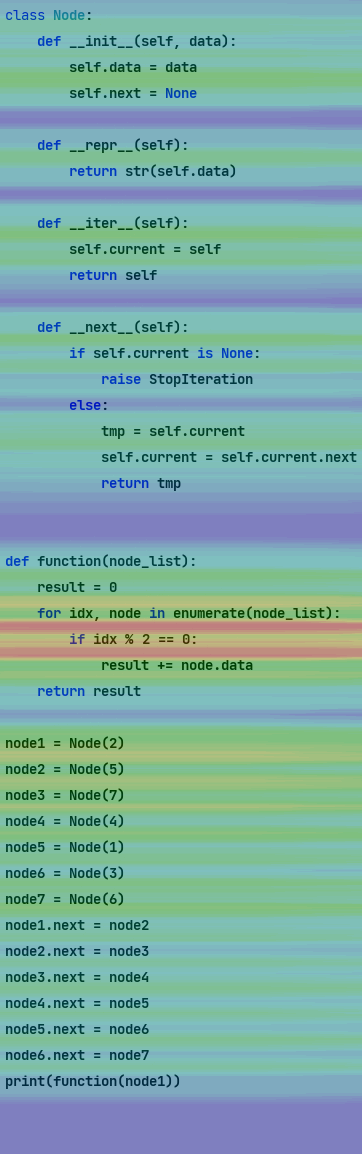 class Node:
    def __init__(self, data):
        self.data = data
        self.next = None
    def __repr__(self):
        return str(self.data)
    def __iter__(self):
        self.current = self
        return self
    def __next__(self):
        if self.current is None:
            raise StopIteration
        else:
            tmp = self.current
            self.current = self.current.next
            return tmp
def function(node_list):
    result = 0
    for idx, node in enumerate(node_list):
        if idx % 2 == 0:
            result += node.data
    return result
node1 = Node(2)
node2 = Node(5)
node3 = Node(7)
node4 = Node(4)
node5 = Node(1)
node6 = Node(3)
node7 = Node(6)
node1.next = node2
node2.next = node3
node3.next = node4
node4.next = node5
node5.next = node6
node6.next = node7
print(function(node1))